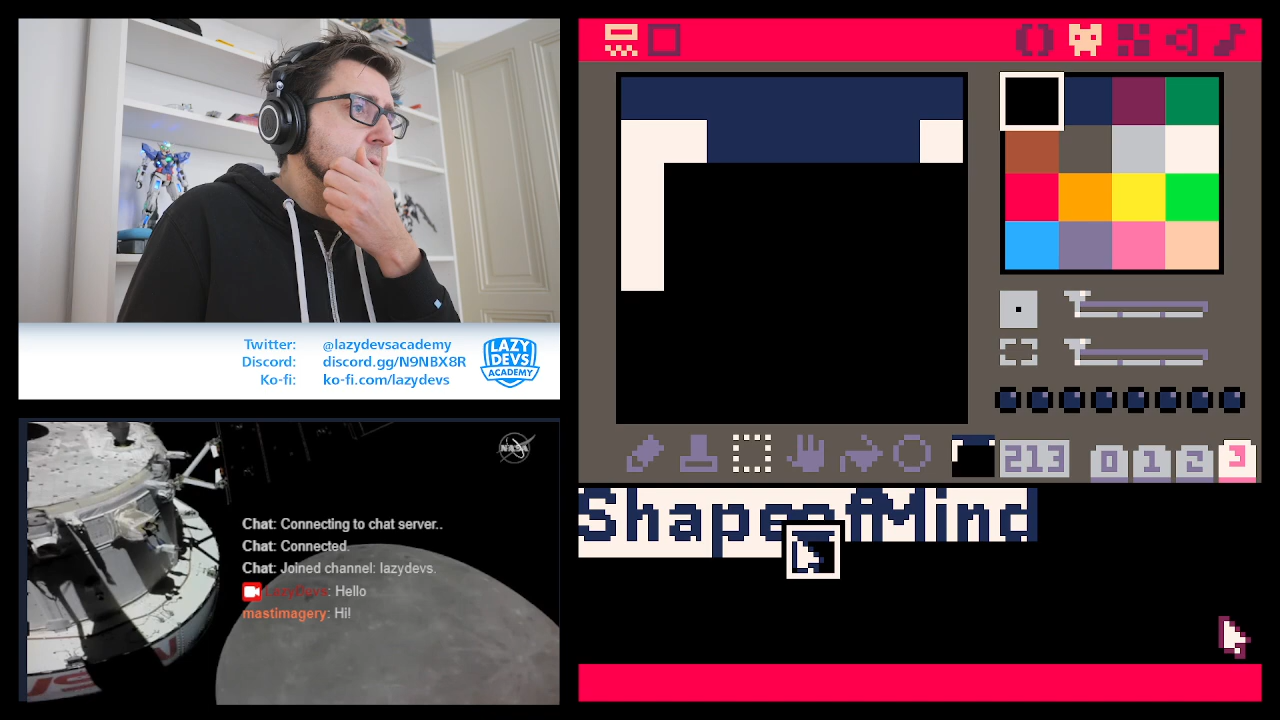 Twitter: @lazydevsacademy
Discord: discord.gg/N9NBX8R
Ko-fi: ko-fi.com/lazydevs
LAZY
DEVS
ACADEMY
NASA
Chat: Connecting to chat server..
Chat: Connected.
Chat: Joined channel: lazydevs.
LazyDevs: Hello
mastimagery: Hi!
213
0 1 2 3
ShapeofMind